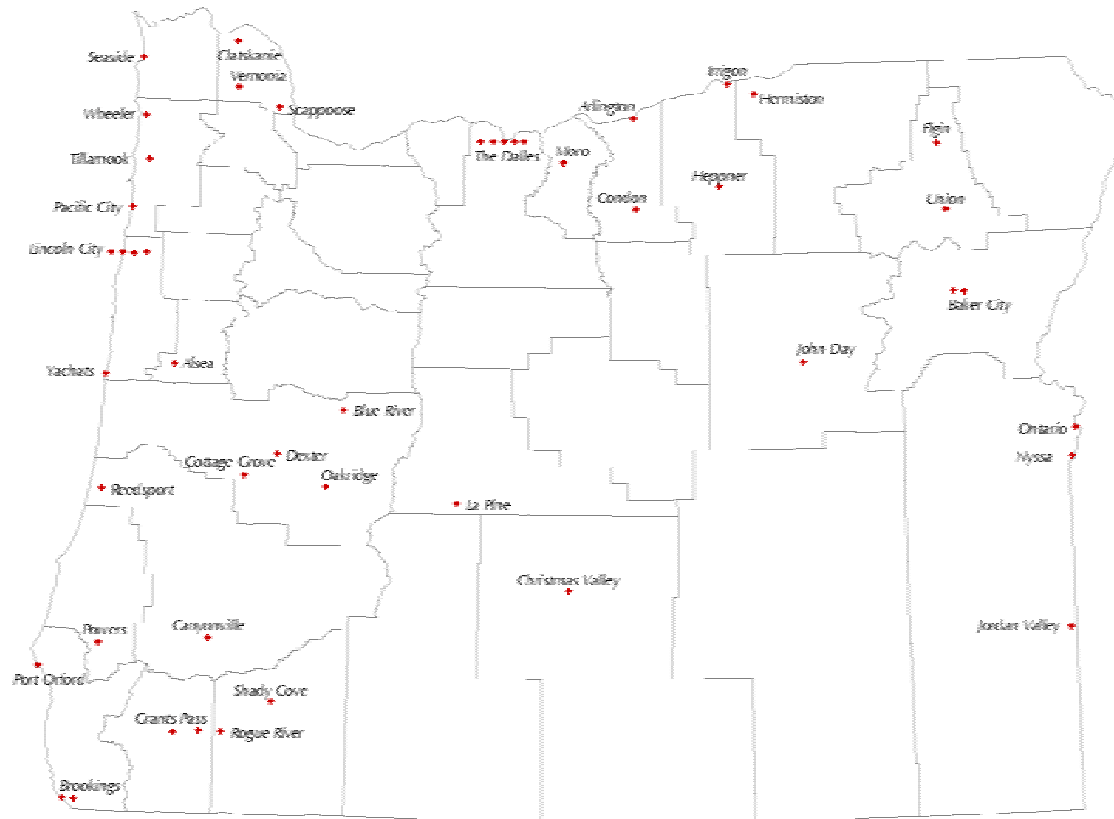 Seaside
Clatskanie
Vernonia
Scappoose
Wheeler
Tillamook
Pacific City
Lincoln City
Yachats
Alsea
Irrigon
Hermiston
Arlington
The Dalles
Moro
Heppner
Condon
Elgin
Union
Baker City
John Day
Blue River
Ontario
Nyssa
Dexter
Cottage Grove
Oakridge
Reedsport
La Pine
Christmas Valley
Jordan Valley
Powers
Canyonville
Port Orford
Shady Cove
Grants Pass
Rogue River
Brookings